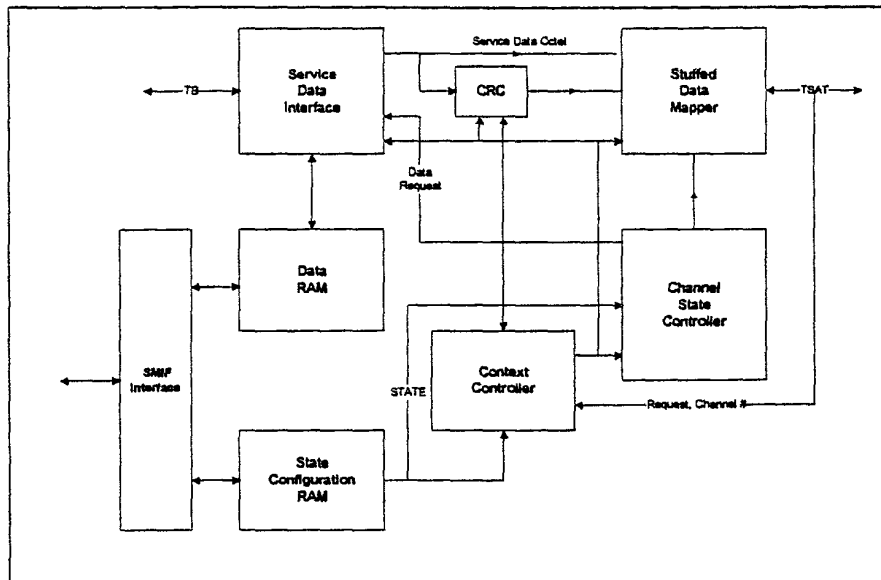 Service Data Octet
Service
Data
Interface
CRC
Stuffed
Data
Mapper
TB
TSAT
Data
Request
Data
RAM
Channel
State
Controller
SMIF
Interface
Context
Controller
STATE
Request, Channel #
State
Configuration
RAM